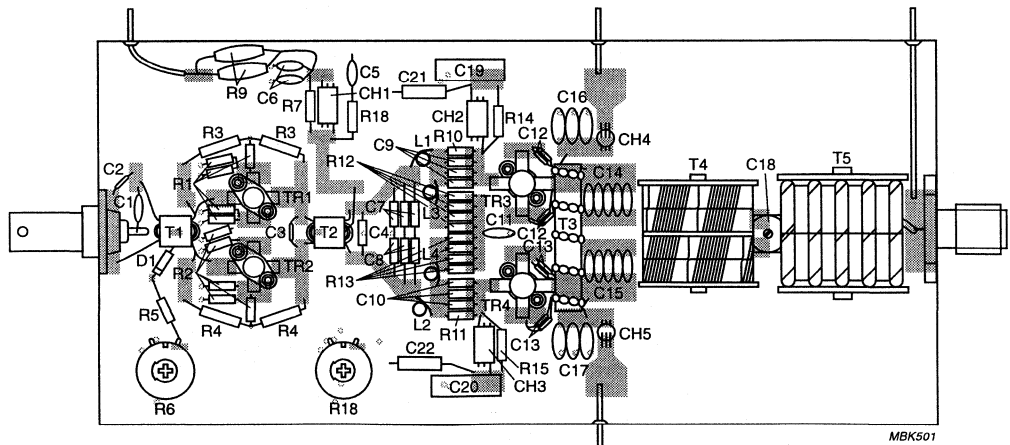 R9
C6
R7
CH1
C5
R18
C21
C19
CH2
R14
C16
CH4
R3
R3
R12
C9
L1
R10
C12
C2
C1
R1
TR1
T1
C3
T2
C7
C4
L3
TR3
C11
C12
T3
C14
T4
C18
T5
D1
R2
TR2
C8
L4
R13
C13
C15
R5
R4
R4
C10
L2
R11
TR4
C13
C17
CH5
R6
R18
C22
C20
R15
CH3
MBK501